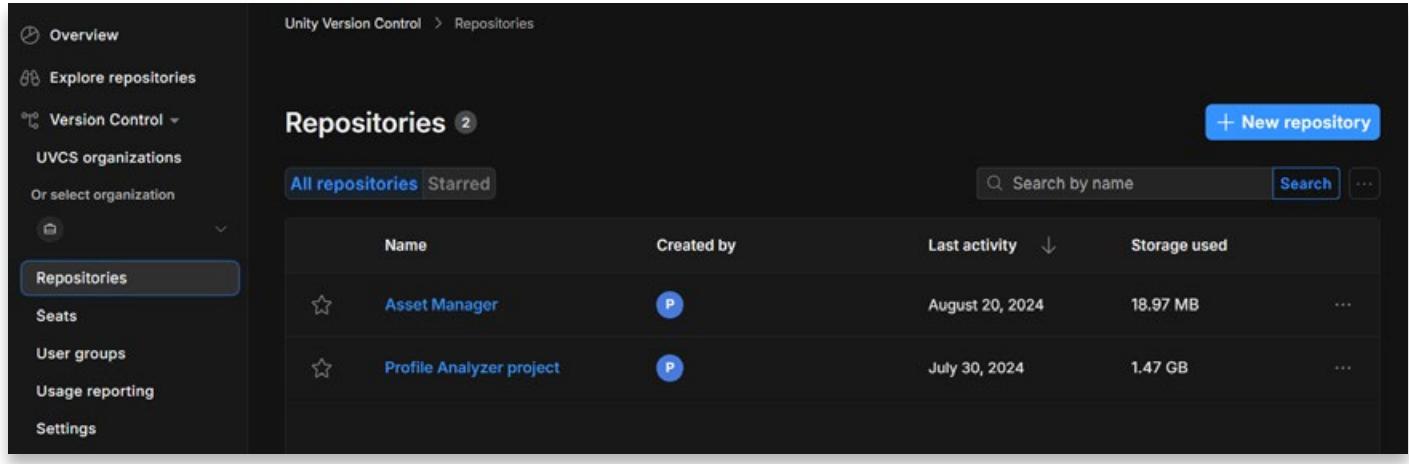 Overview
Explore repositories
Version Control
UVCS organizations
Or select organization
Repositories
Seats
User groups
Usage reporting
Settings
Unity Version Control > Repositories
Repositories 2
+ New repository
All repositories Starred
Search by name Search ...
Name Created by Last activity ↓ Storage used
Asset Manager P August 20, 2024 18.97 MB ...
Profile Analyzer project P July 30, 2024 1.47 GB ...